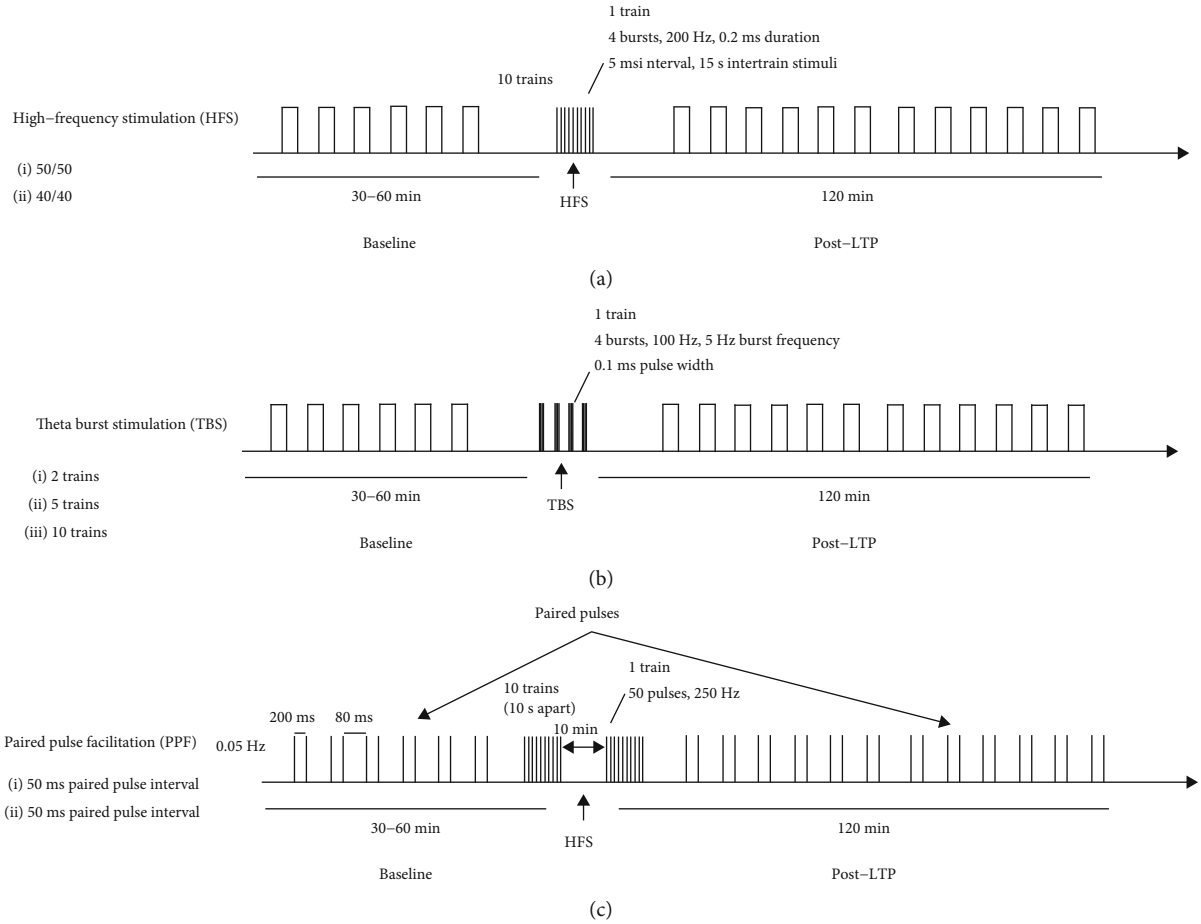 1 train
4 bursts, 200 Hz, 0.2 ms duration
5 msi nterval, 15 s intertrain stimuli
10 trains
High−frequency stimulation (HFS)
(i) 50/50
(ii) 40/40
30−60 min
HFS
120 min
Baseline
Post−LTP
(a)
1 train
4 bursts, 100 Hz, 5 Hz burst frequency
0.1 ms pulse width
Theta burst stimulation (TBS)
(i) 2 trains
(ii) 5 trains
(iii) 10 trains
30−60 min
TBS
120 min
Baseline
Post−LTP
(b)
Paired pulses
1 train
50 pulses, 250 Hz
10 trains
(10 s apart)
10 min
200 ms
80 ms
Paired pulse facilitation (PPF)
0.05 Hz
(i) 50 ms paired pulse interval
(ii) 50 ms paired pulse interval
30−60 min
HFS
120 min
Baseline
Post−LTP
(c)